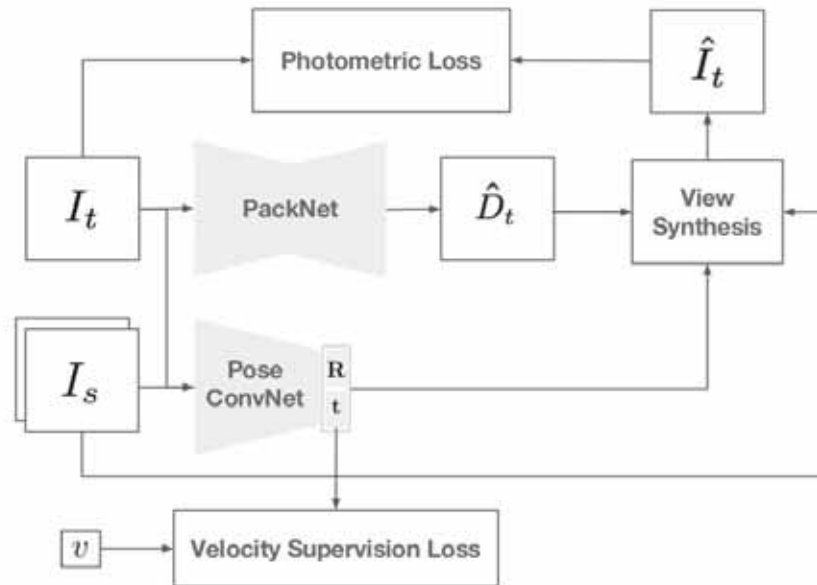 Photometric Loss
Î_t
I_t
PackNet
D̂_t
View
Synthesis
I_s
Pose
ConvNet
R
t
v
Velocity Supervision Loss